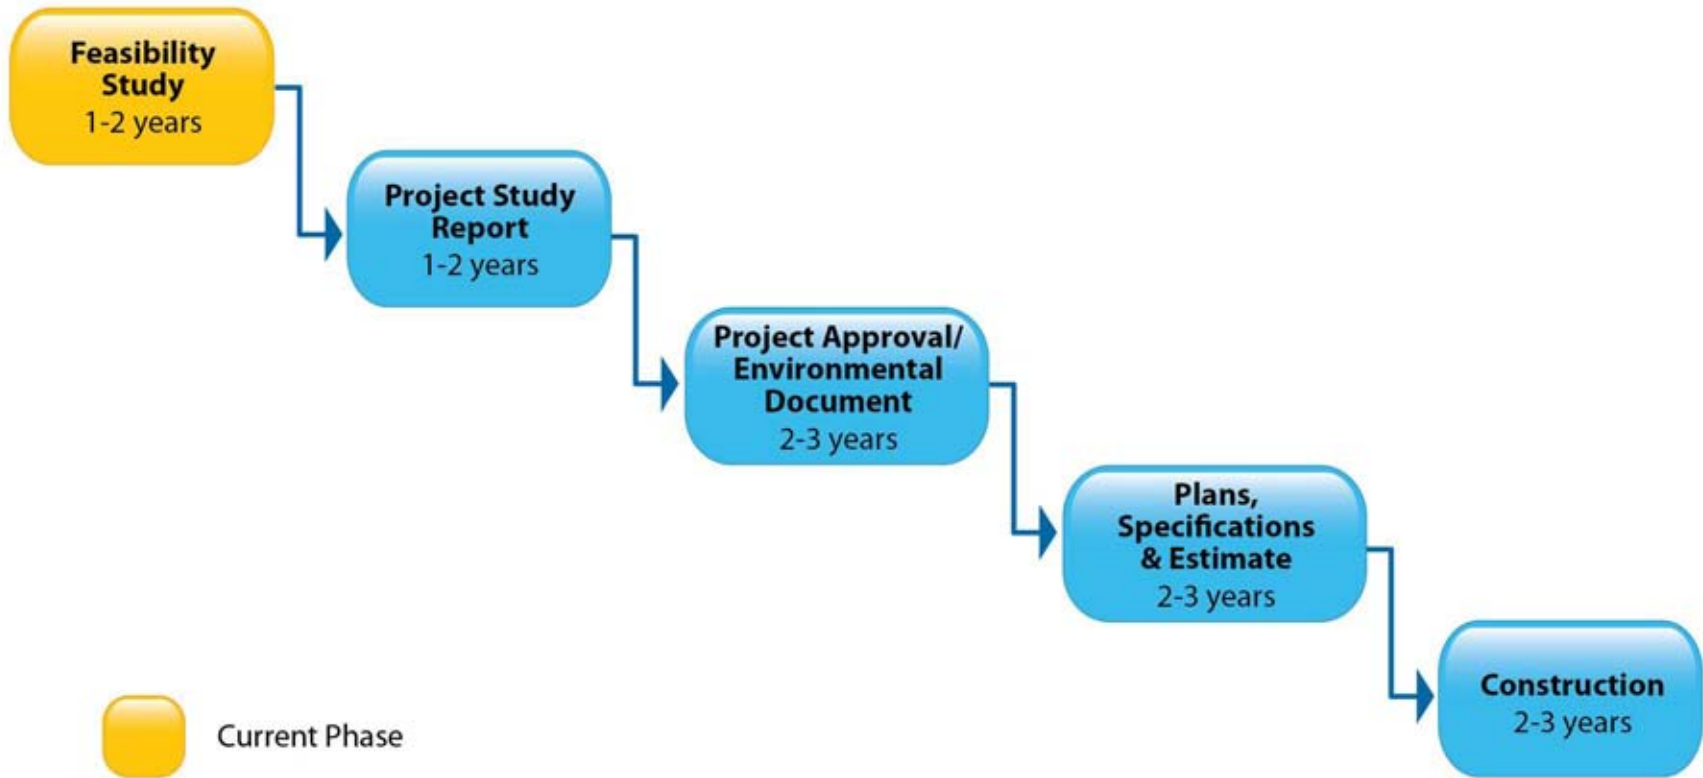 Feasibility
Study
1-2 years
Project Study
Report
1-2 years
Project Approval/
Environmental
Document
2-3 years
Plans,
Specifications
& Estimate
2-3 years
Construction
2-3 years
Current Phase